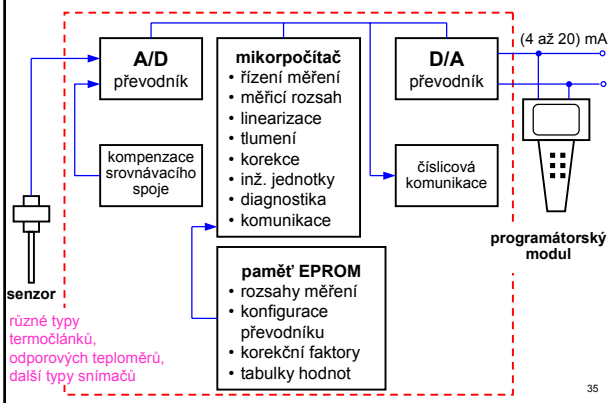 A/D
převodník
kompenzace
srovnávacího
spoje
senzor
různé typy
termočlánků,
odporových teploměrů,
další typy snímačů
mikorpočítač
• řízení měření
• měřicí rozsah
• linearizace
• tlumení
• korekce
• inž. jednotky
• diagnostika
• komunikace
paměť EPROM
• rozsahy měření
• konfigurace
převodníku
• korekční faktory
• tabulky hodnot
D/A
převodník
číslicová
komunikace
(4 až 20) mA
programátorský
modul
35